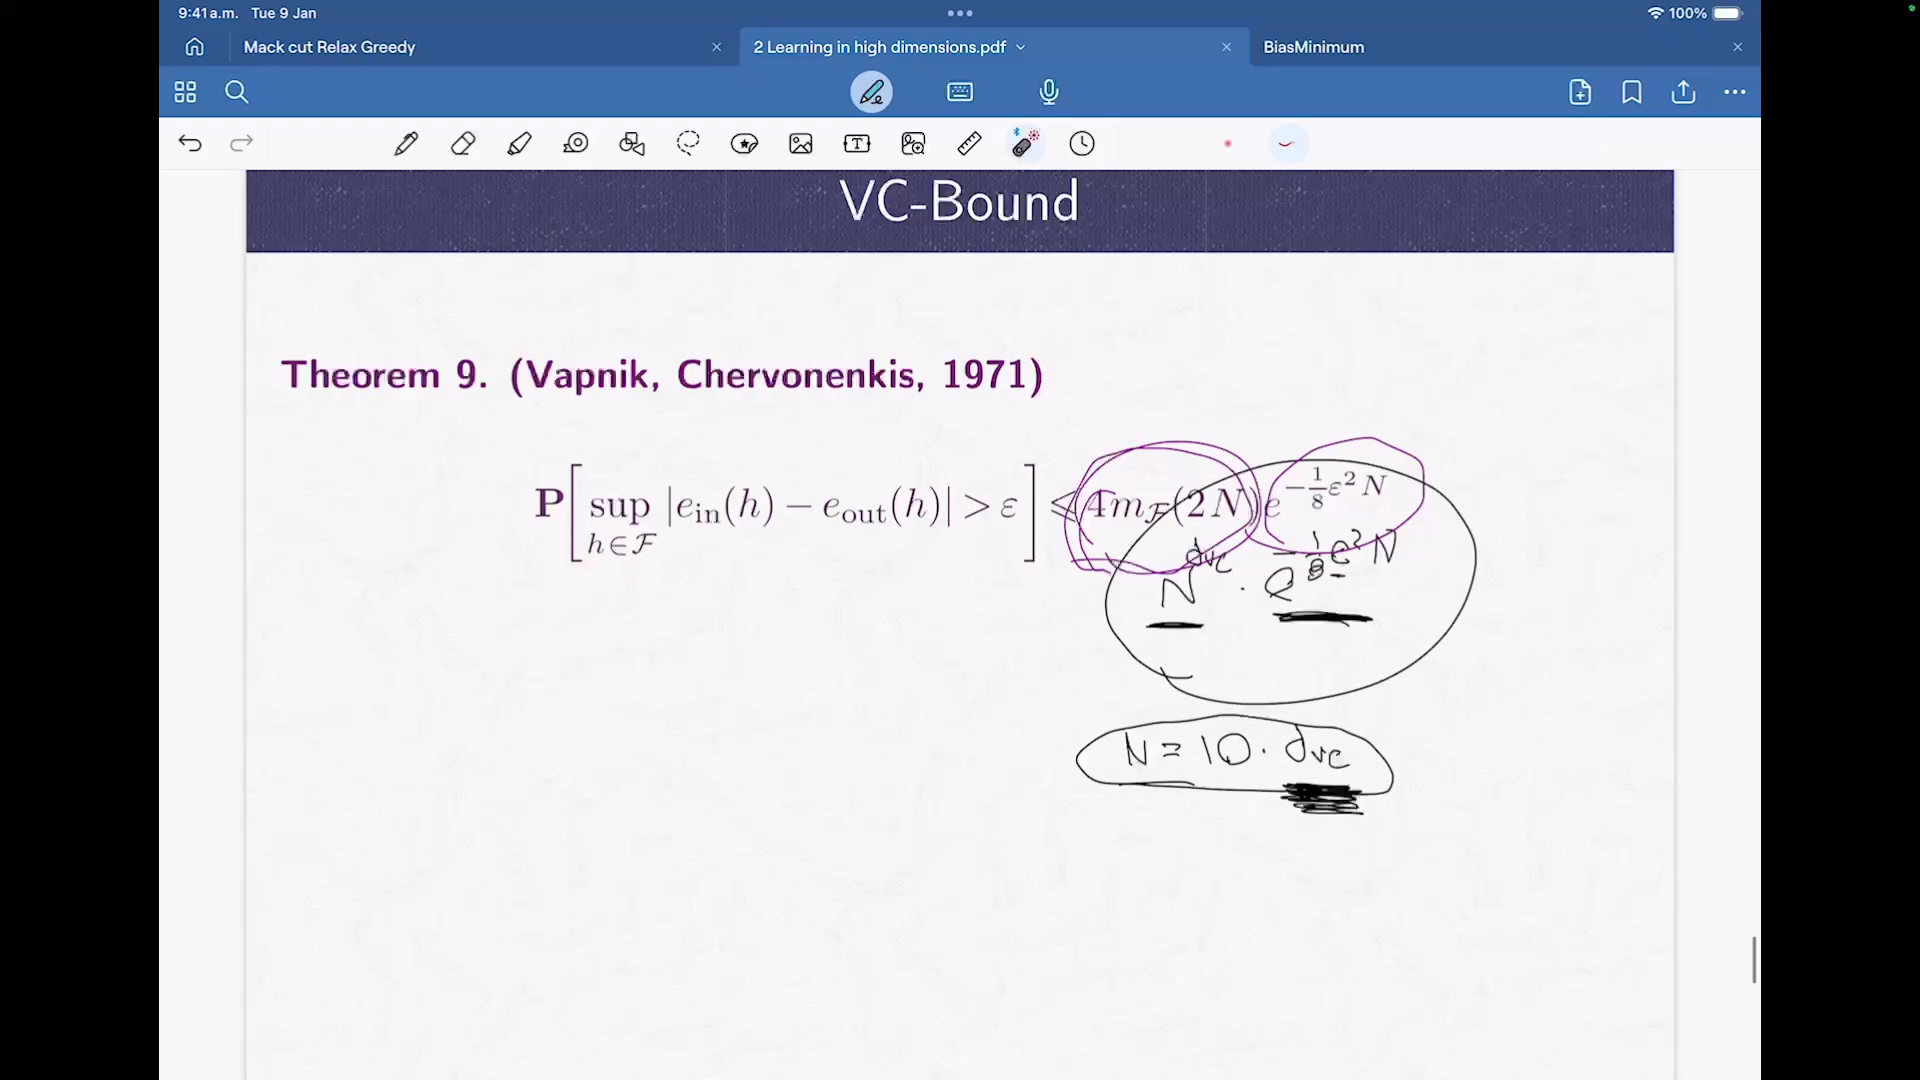 9:41 a.m. Tue 9 Jan
100%
Mack cut Relax Greedy
2 Learning in high dimensions.pdf
BiasMinimum
VC-Bound
Theorem 9. (Vapnik, Chervonenkis, 1971)
P[ sup_{h∈F} |e_in(h) − e_out(h)| > ε ] ⩽ 4m_F(2N) e^{−1/8 ε² N}
N^{dvc} · e^{−1/8 ε² N}
N = 10 · dvc